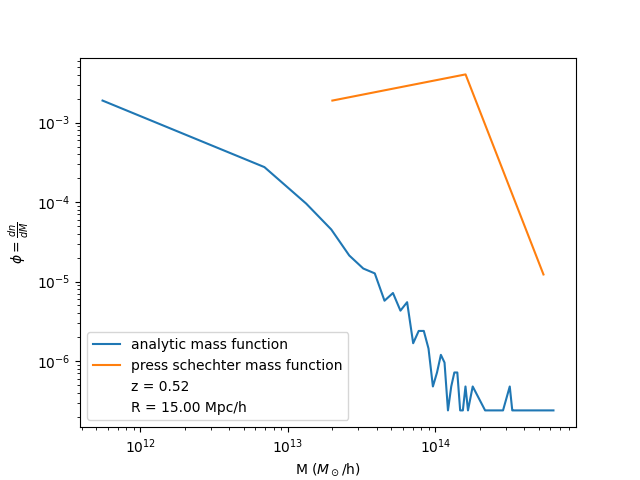 10⁻³
10⁻⁴
10⁻⁵
10⁻⁶
ϕ = dn/dM
analytic mass function
press schechter mass function
z = 0.52
R = 15.00 Mpc/h
10¹² 10¹³ 10¹⁴
M (M⊙/h)